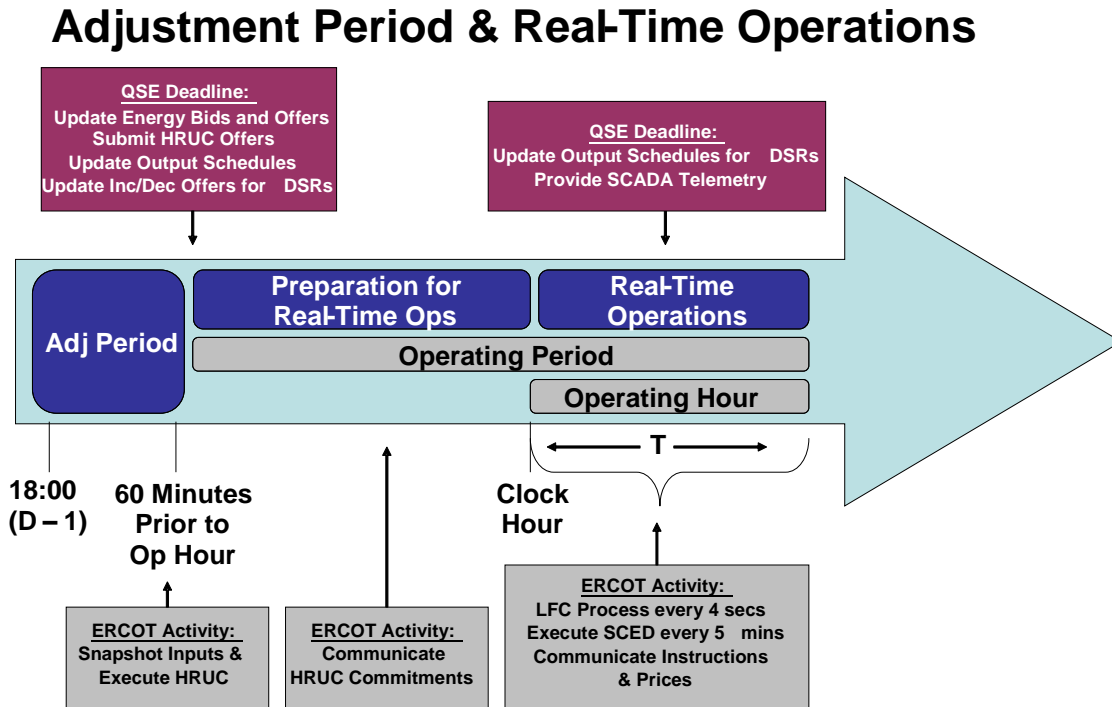 Adjustment Period & Real-Time Operations
QSE Deadline:
Update Energy Bids and Offers
Submit HRUC Offers
Update Output Schedules
Update Inc/Dec Offers for DSRs
QSE Deadline:
Update Output Schedules for DSRs
Provide SCADA Telemetry
Adj Period
Preparation for
Real-Time Ops
Real-Time
Operations
Operating Period
Operating Hour
T
18:00
(D – 1)
60 Minutes
Prior to
Op Hour
Clock
Hour
ERCOT Activity:
Snapshot Inputs &
Execute HRUC
ERCOT Activity:
Communicate
HRUC Commitments
ERCOT Activity:
LFC Process every 4 secs
Execute SCED every 5 mins
Communicate Instructions
& Prices